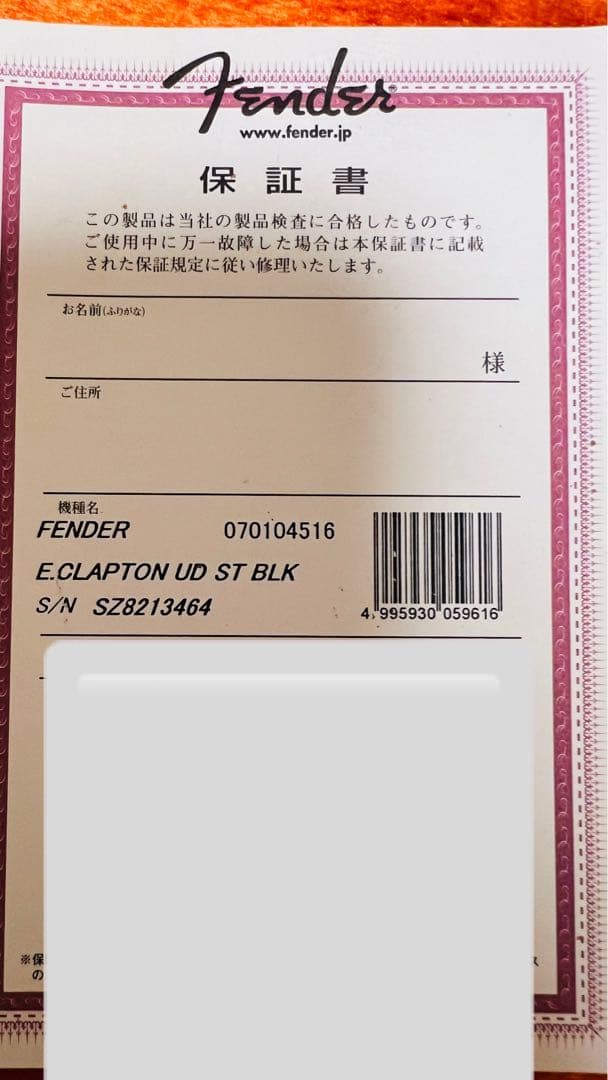 Fender®
www.fender.jp
保証書
この製品は当社の製品検査に合格したものです。
ご使用中に万一故障した場合は本保証書に記載
された保証規定に従い修理いたします。
お名前(ふりがな)
様
ご住所
機種名
FENDER 070104516
E.CLAPTON UD ST BLK
S/N SZ8213464
4 995930 059616
※保
の